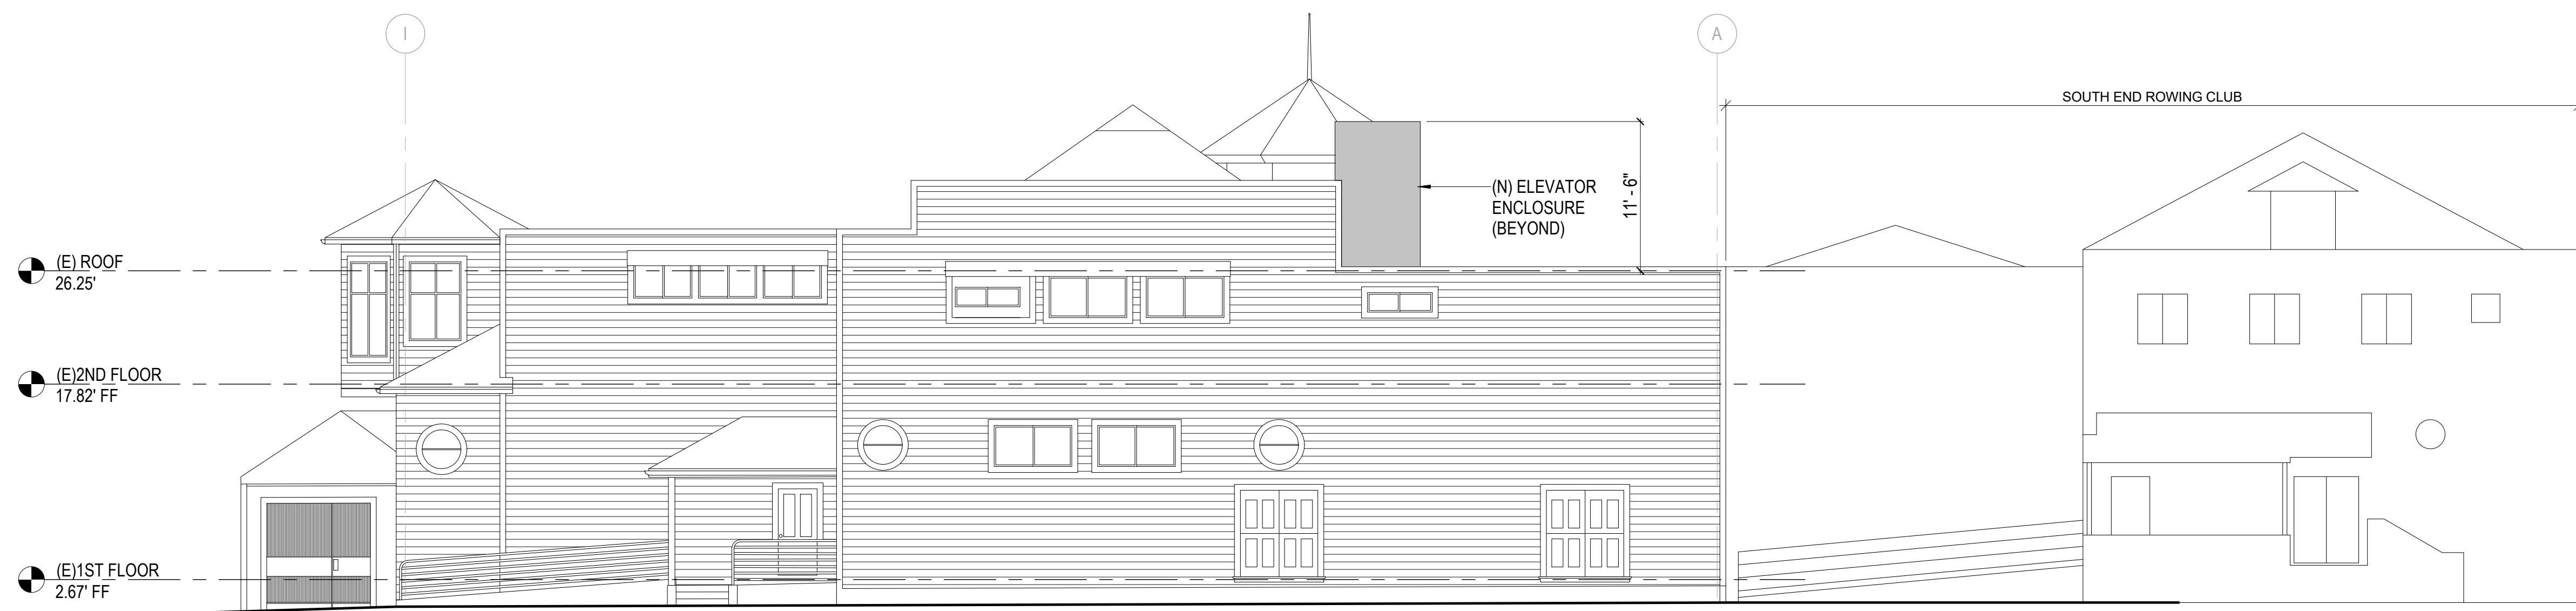 I
A
SOUTH END ROWING CLUB
(N) ELEVATOR
ENCLOSURE
(BEYOND)
11' - 6"
(E) ROOF
26.25'
(E)2ND FLOOR
17.82' FF
(E)1ST FLOOR
2.67' FF